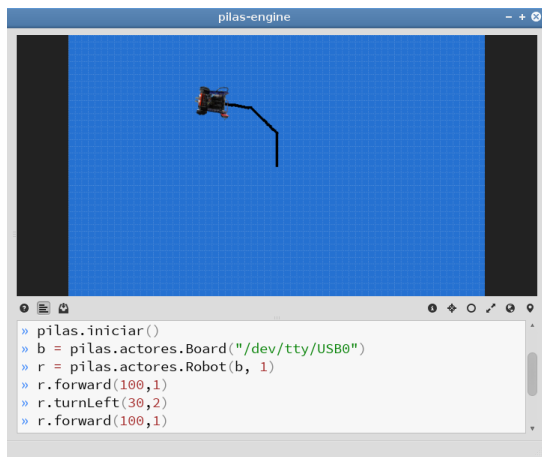 pilas-engine
» pilas.iniciar()
» b = pilas.actores.Board("/dev/tty/USB0")
» r = pilas.actores.Robot(b, 1)
» r.forward(100,1)
» r.turnLeft(30,2)
» r.forward(100,1)